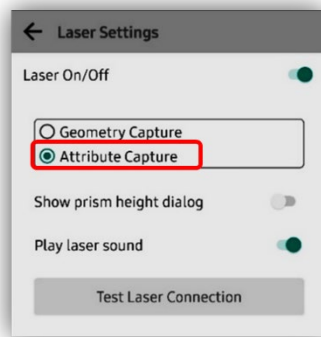 Laser Settings
Laser On/Off
Geometry Capture
Attribute Capture
Show prism height dialog
Play laser sound
Test Laser Connection